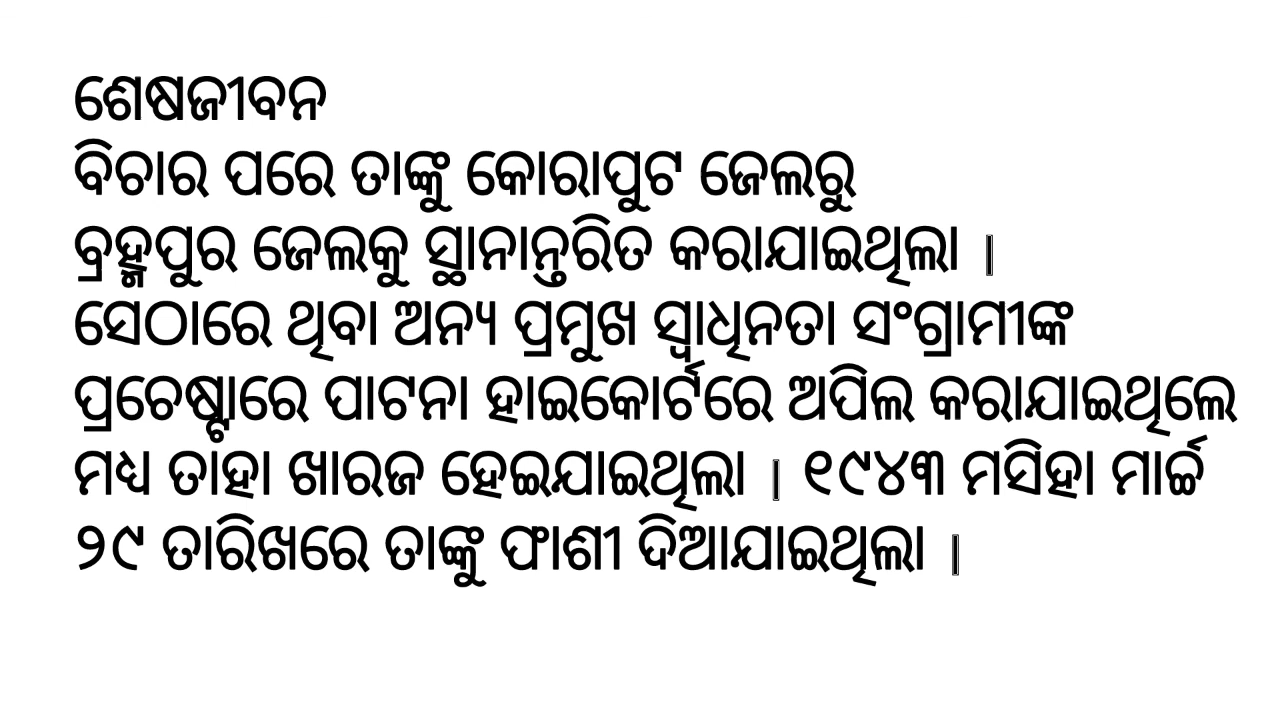 ଶେଷଜୀବନ
ବିଚାର ପରେ ତାଙ୍କୁ କୋରାପୁଟ ଜେଲରୁ
ବ୍ରହ୍ମପୁର ଜେଲକୁ ସ୍ଥାନାନ୍ତରିତ କରାଯାଇଥିଲା ।
ସେଠାରେ ଥିବା ଅନ୍ୟ ପ୍ରମୁଖ ସ୍ୱାଧିନତା ସଂଗ୍ରାମୀଙ୍କ
ପ୍ରଚେଷ୍ଟାରେ ପାଟନା ହାଇକୋର୍ଟରେ ଅପିଲ କରାଯାଇଥିଲେ
ମଧ୍ୟ ତାହା ଖାରଜ ହେଇଯାଇଥିଲା । ୧୯୪୩ ମସିହା ମାର୍ଚ୍ଚ
୨୯ ତାରିଖରେ ତାଙ୍କୁ ଫାଶୀ ଦିଆଯାଇଥିଲା ।